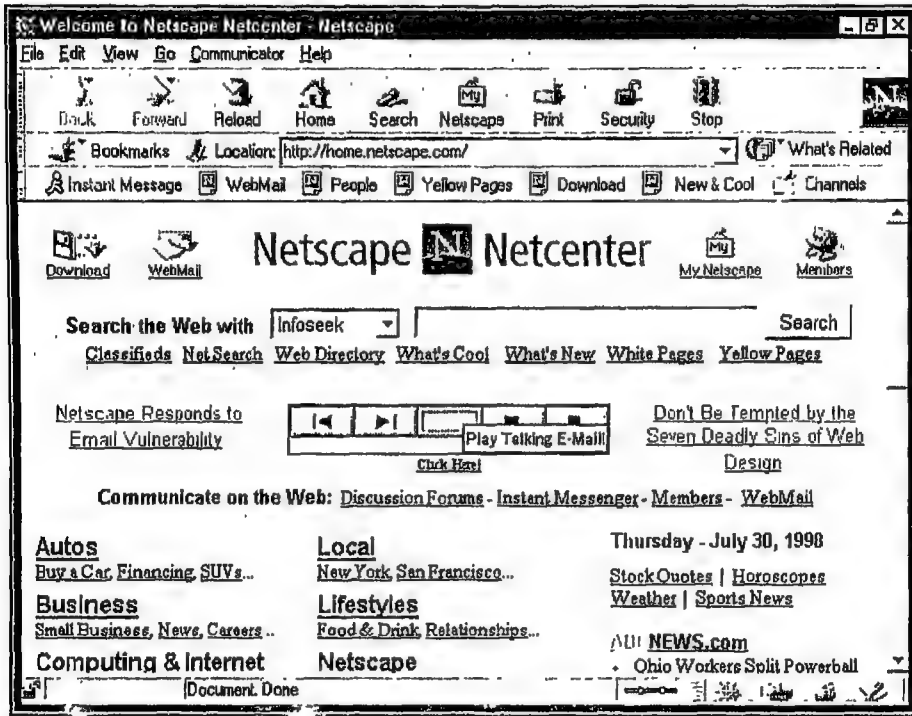 Welcome to Netscape Netcenter - Netscape
File Edit View Go Communicator Help
Back Forward Reload Home Search Netscape Print Security Stop
My
N
Bookmarks Location: http://home.netscape.com/ What's Related
Instant Message WebMail People Yellow Pages Download New & Cool Channels
Netscape N Netcenter
My
Download WebMail My Netscape Members
Search the Web with Infoseek Search
Classifieds Net Search Web Directory What's Cool What's New White Pages Yellow Pages
Netscape Responds to
Email Vulnerability
Play Talking E-Mail!
Click Here!
Don't Be Tempted by the
Seven Deadly Sins of Web
Design
Communicate on the Web: Discussion Forums - Instant Messenger - Members - WebMail
Autos
Buy a Car, Financing, SUVs...
Business
Small Business, News, Careers ..
Computing & Internet
Local
New York, San Francisco...
Lifestyles
Food & Drink, Relationships...
Netscape
Thursday - July 30, 1998
Stock Quotes | Horoscopes
Weather | Sports News
NEWS.com
• Ohio Workers Split Powerball
Document. Done